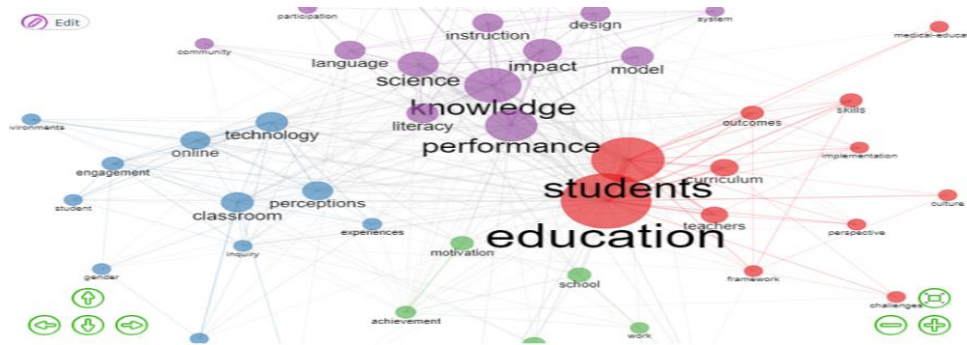 Edit
participation
instruction
design
system
community
language
science
impact
model
medical-educa
knowledge
literacy
performance
outcomes
skills
vironments
technology
online
engagement
implementation
student
classroom
perceptions
experiences
students
curriculum
education
teachers
culture
perspective
inquiry
motivation
gender
school
framework
challenges
achievement
work